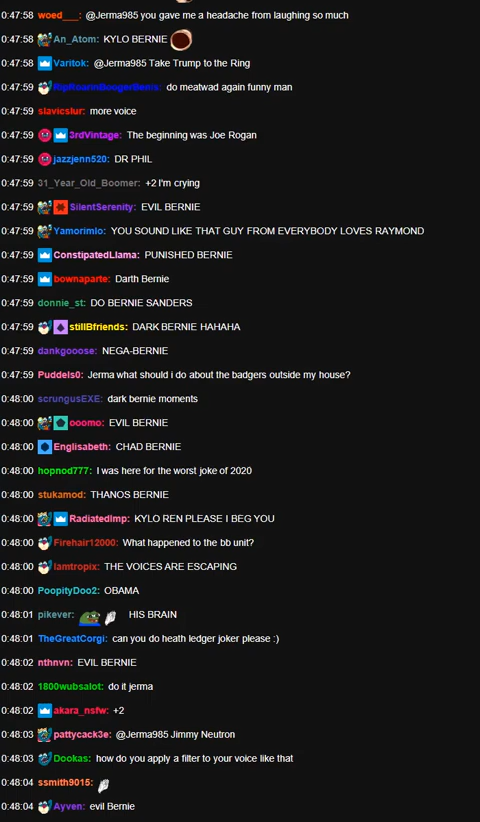 0:47:58 woed___: @Jerma985 you gave me a headache from laughing so much
0:47:58 An_Atom: KYLO BERNIE
0:47:58 Varitok: @Jerma985 Take Trump to the Ring
0:47:59 RipRoarinBoogerBenis: do meatwad again funny man
0:47:59 slavicslur: more voice
0:47:59 3rdVintage: The beginning was Joe Rogan
0:47:59 jazzjenn520: DR PHIL
0:47:59 31_Year_Old_Boomer: +2 I'm crying
0:47:59 SilentSerenity: EVIL BERNIE
0:47:59 Yamorimlo: YOU SOUND LIKE THAT GUY FROM EVERYBODY LOVES RAYMOND
0:47:59 ConstipatedLlama: PUNISHED BERNIE
0:47:59 bownaparte: Darth Bernie
0:47:59 donnie_st: DO BERNIE SANDERS
0:47:59 stillBfriends: DARK BERNIE HAHAHA
0:47:59 dankgooose: NEGA-BERNIE
0:47:59 Puddels0: Jerma what should i do about the badgers outside my house?
0:48:00 scrungusEXE: dark bernie moments
0:48:00 ooomo: EVIL BERNIE
0:48:00 Englisabeth: CHAD BERNIE
0:48:00 hopnod777: I was here for the worst joke of 2020
0:48:00 stukamod: THANOS BERNIE
0:48:00 RadiatedImp: KYLO REN PLEASE I BEG YOU
0:48:00 Firehair12000: What happened to the bb unit?
0:48:00 iamtropix: THE VOICES ARE ESCAPING
0:48:00 PoopityDoo2: OBAMA
0:48:01 pikever: HIS BRAIN
0:48:01 TheGreatCorgi: can you do heath ledger joker please :)
0:48:02 nthnvn: EVIL BERNIE
0:48:02 1800wubsalot: do it jerma
0:48:02 akara_nsfw: +2
0:48:03 pattycack3e: @Jerma985 Jimmy Neutron
0:48:03 Dookas: how do you apply a filter to your voice like that
0:48:04 ssmith9015:
0:48:04 Ayven: evil Bernie